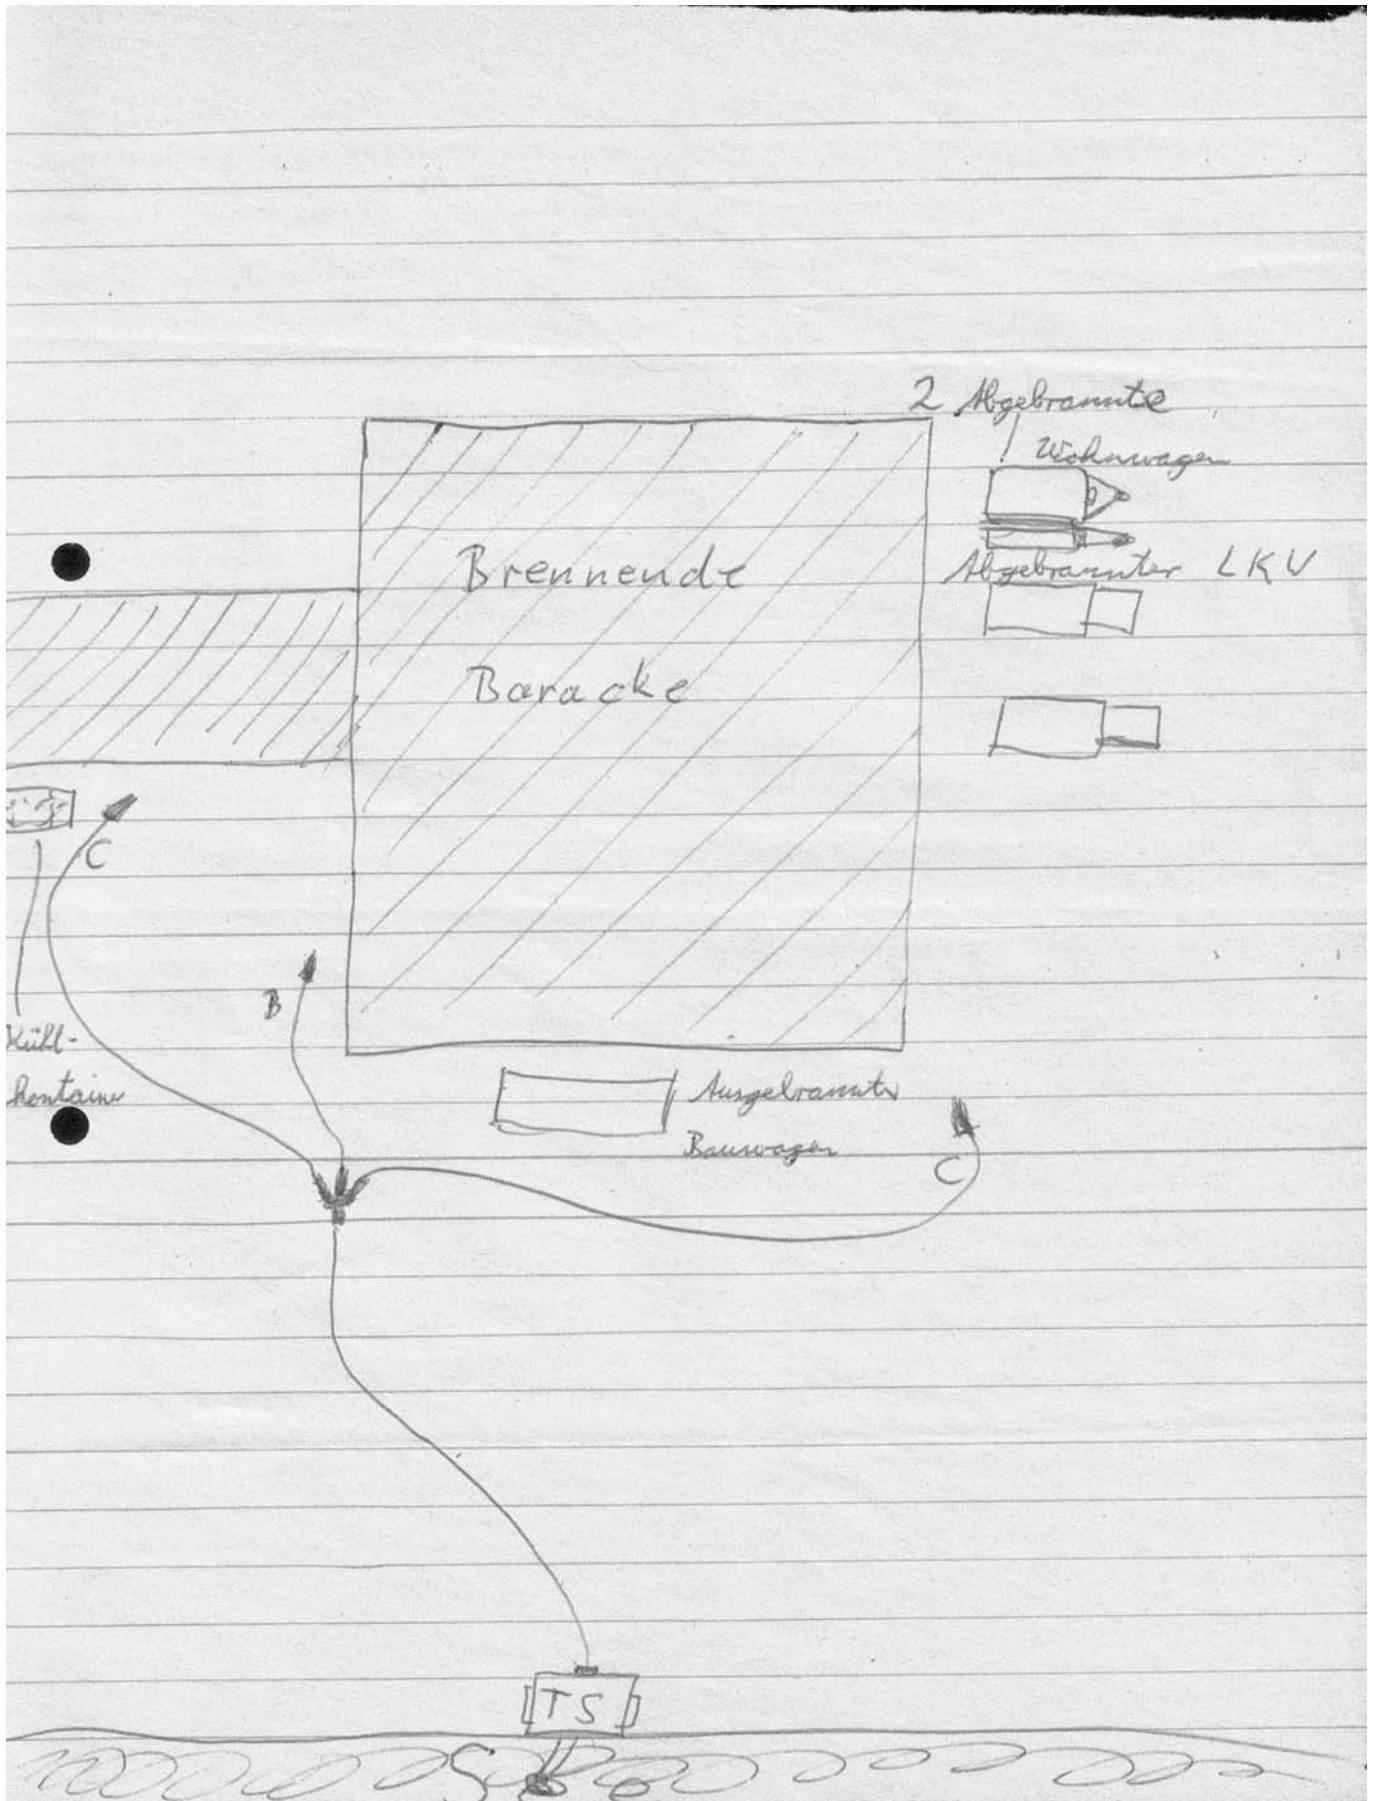 2 Abgebrannte
Wohnwagen
Brennende
Abgebrannter LKW
Baracke
C
B
Kühl-
kontainer
Ausgebrannter
Bauwagen
C
TS